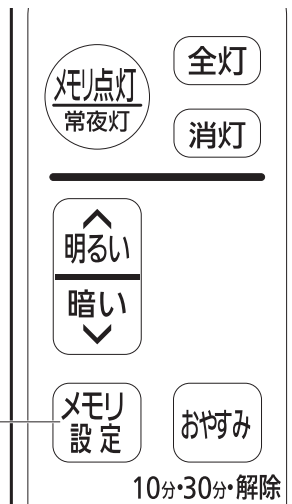 メモリ点灯
常夜灯
全灯
消灯
明るい
暗い
メモリ
設定
おやすみ
10分・30分・解除